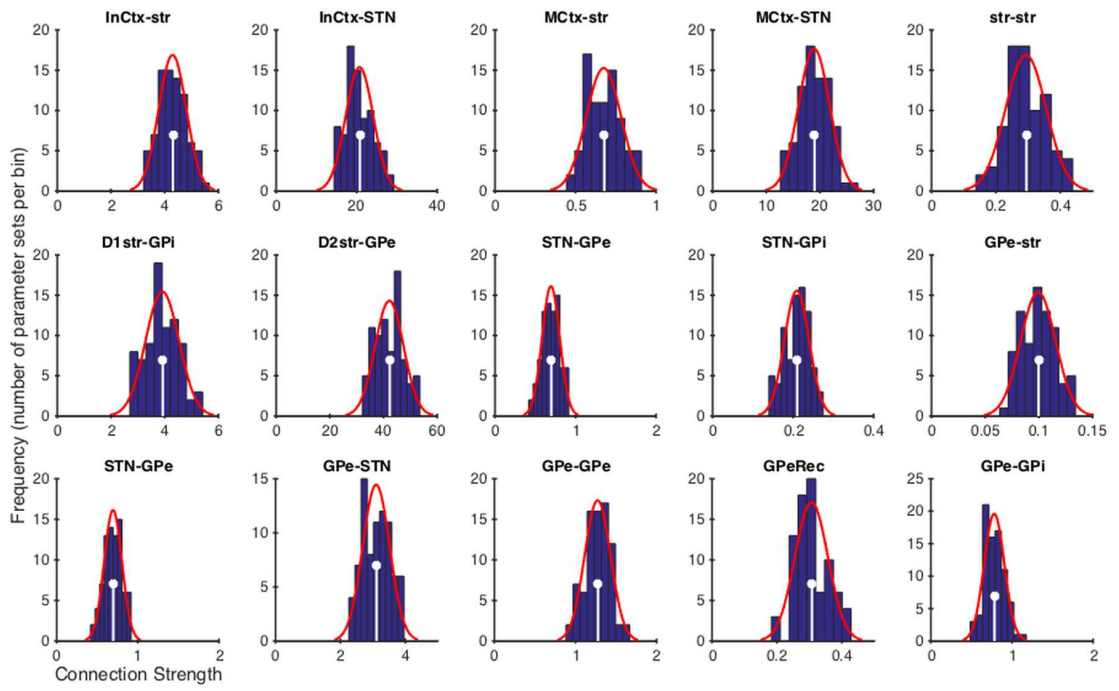 InCtx-str InCtx-STN MCtx-str MCtx-STN str-str
20 20 20 20 20
15 15 15 15 15
10 10 10 10 10
5 5 5 5 5
0 0 0 0 0
0 2 4 6 0 20 40 0 0.5 1 0 10 20 30 0 0.2 0.4
D1str-GPi D2str-GPe STN-GPe STN-GPi GPe-str
20 20 20 20 20
15 15 15 15 15
10 10 10 10 10
5 5 5 5 5
0 0 0 0 0
0 2 4 6 0 20 40 60 0 1 2 0 0.2 0.4 0 0.05 0.1 0.15
STN-GPe GPe-STN GPe-GPe GPeRec GPe-GPi
20 15 20 20 25
15 10 15 15 20
10 5 10 10 15
5 0 5 5 10
0 0 0 5
0
0 1 2 0 2 4 0 1 2 0 0.2 0.4 0 1 2
Frequency (number of parameter sets per bin)
Connection Strength